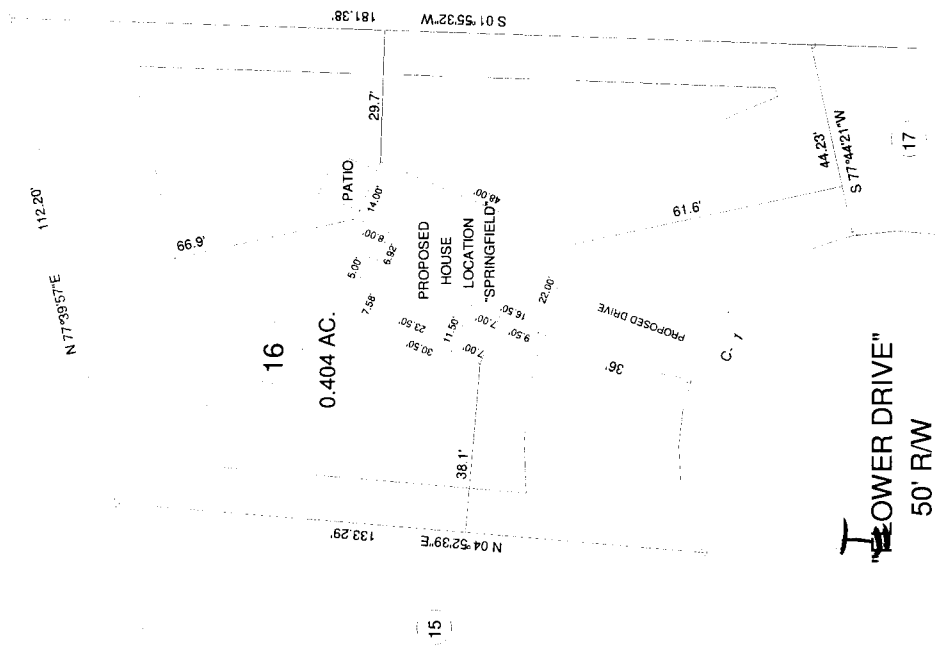 S 01°55'32"W 181.38'
112.20'
N 77°39'57"E
29.7'
PATIO
14.00'
66.9'
8.00'
6.92'
5.00'
7.58'
48.00'
PROPOSED
HOUSE
LOCATION
"SPRINGFIELD"
16
0.404 AC.
23.50'
30.50'
11.50'
7.00'
7.00'
16.50'
9.50'
22.00'
61.9'
44.23'
S 77°44'21"W
17
PROPOSED DRIVE
36'
C- 1
38.1'
N 04°52'39"E 133.29'
15
LOWER DRIVE"
50' R/W